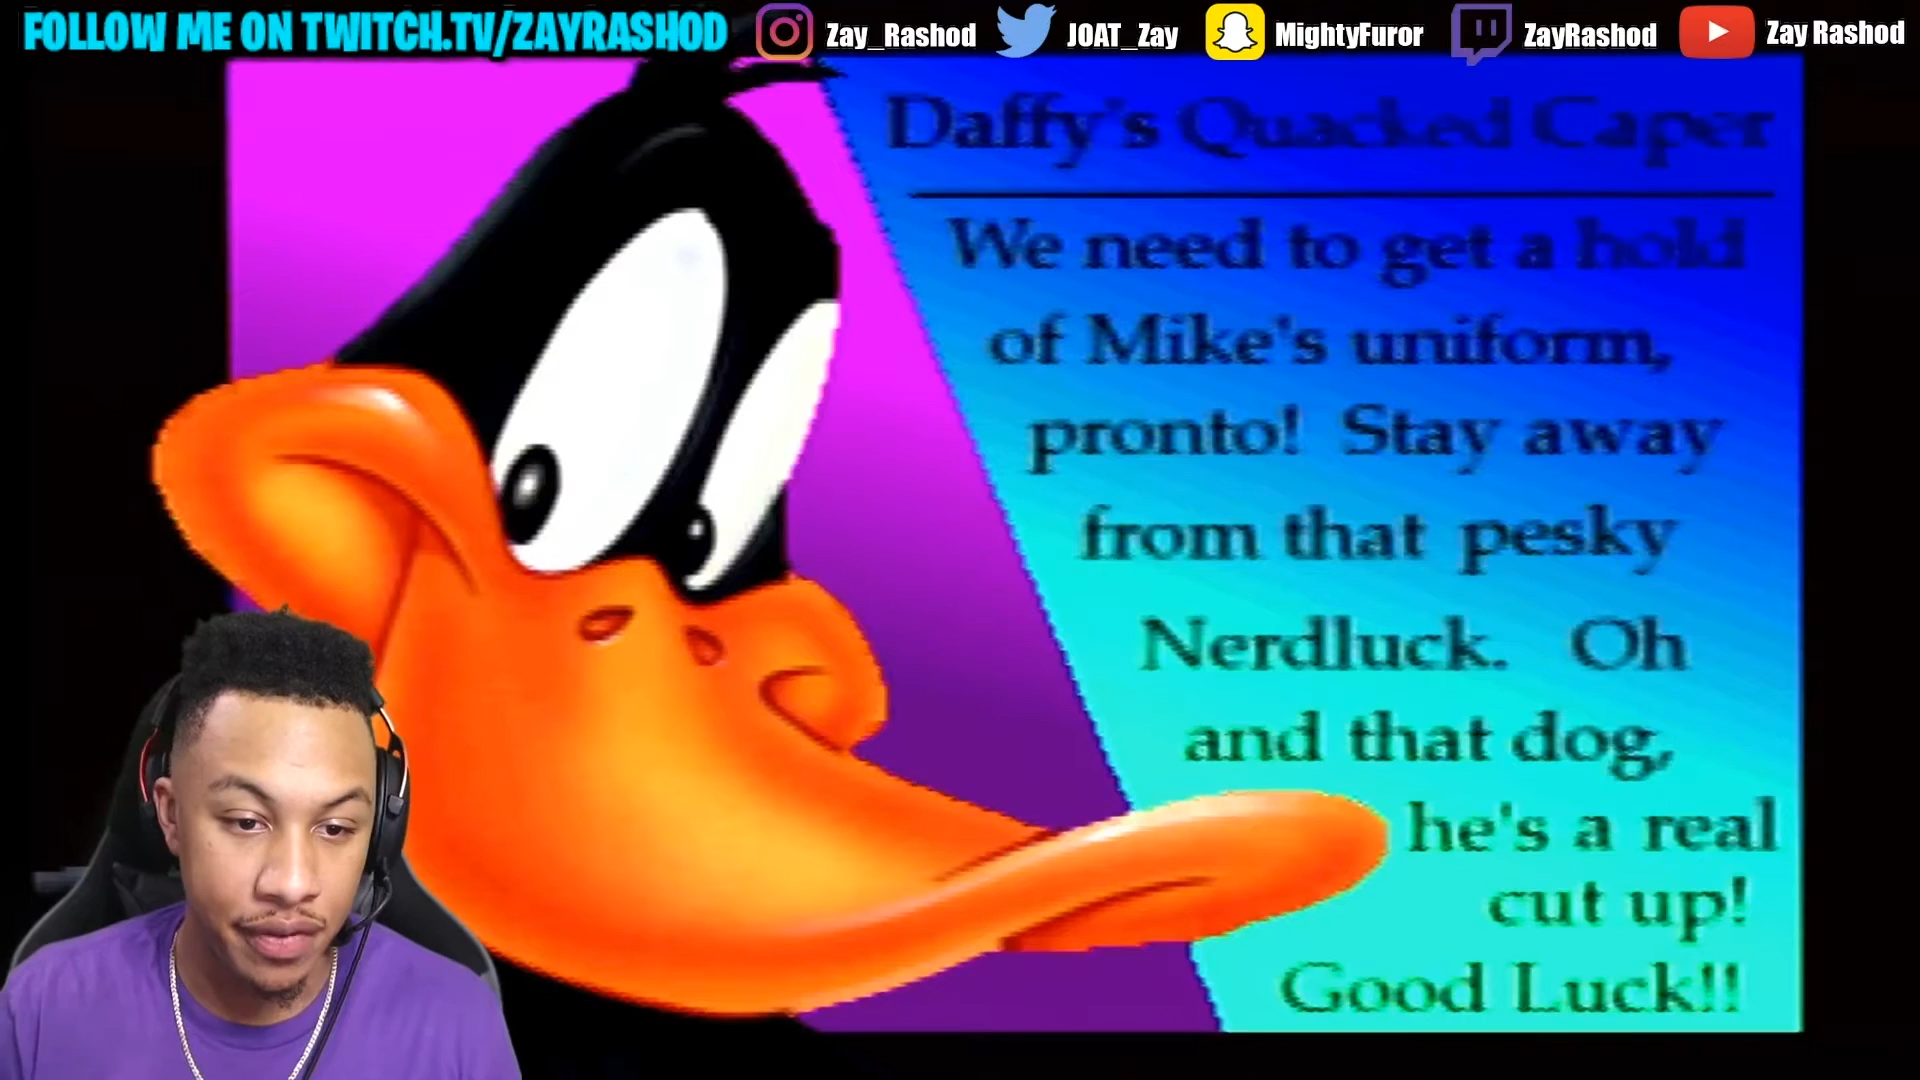 FOLLOW ME ON TWITCH.TV/ZAYRASHOD
Zay_Rashod
JOAT_Zay
MightyFuror
ZayRashod
Zay Rashod
Daffy's Quacked Caper
We need to get a hold
of Mike's uniform,
pronto! Stay away
from that pesky
Nerdluck. Oh
and that dog,
he's a real
cut up!
Good Luck!!